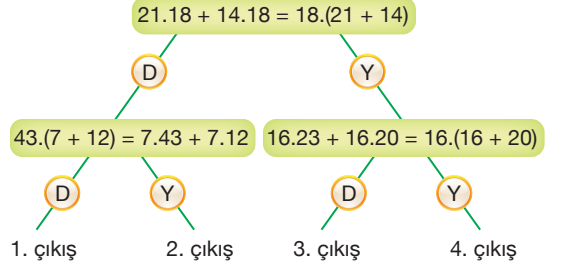 21.18 + 14.18 = 18.(21 + 14)
D Y
43.(7 + 12) = 7.43 + 7.12 16.23 + 16.20 = 16.(16 + 20)
D Y D Y
1. çıkış 2. çıkış 3. çıkış 4. çıkış